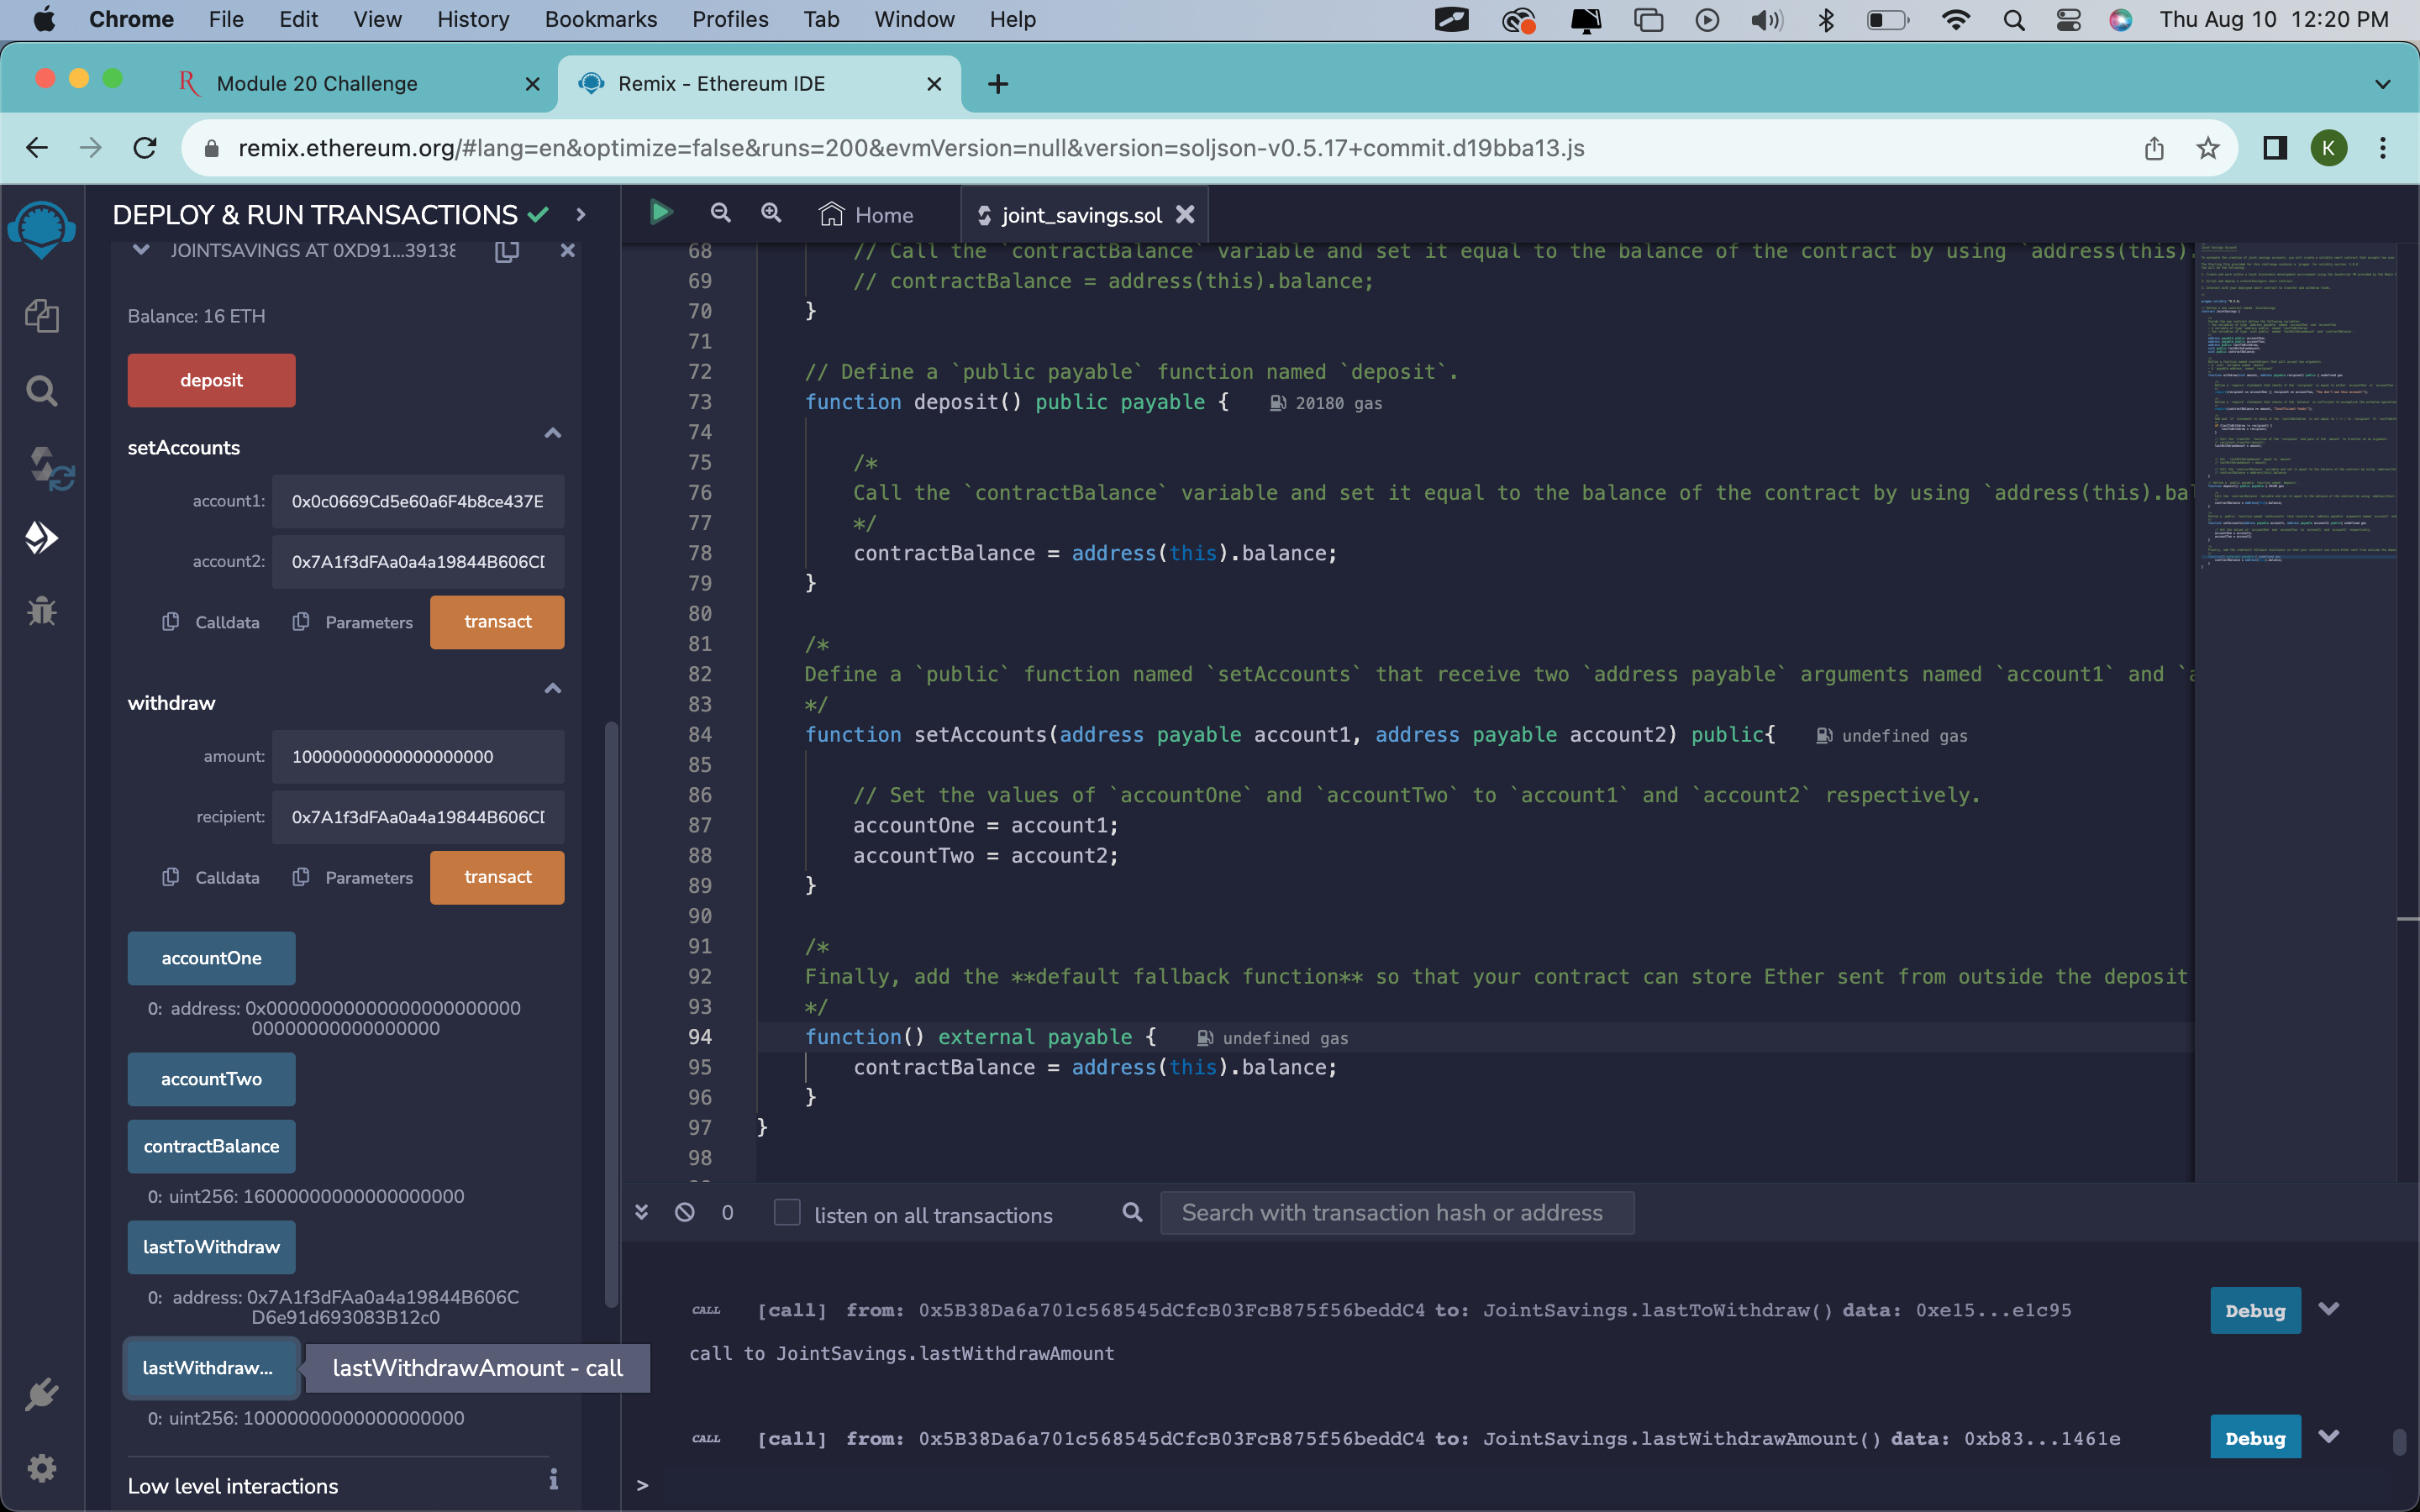 Chrome File Edit View History Bookmarks Profiles Tab Window Help Thu Aug 10 12:20 PM
Module 20 Challenge Remix - Ethereum IDE
remix.ethereum.org/#lang=en&optimize=false&runs=200&evmVersion=null&version=soljson-v0.5.17+commit.d19bba13.js K
DEPLOY & RUN TRANSACTIONS
JOINTSAVINGS AT 0XD91...3913
Balance: 16 ETH
deposit
setAccounts
account1: 0x0c0669Cd5e60a6F4b8ce437E
account2: 0x7A1f3dFAa0a4a19844B606CD
Calldata Parameters transact
withdraw
amount: 10000000000000000000
recipient: 0x7A1f3dFAa0a4a19844B606CD
Calldata Parameters transact
accountOne
0: address: 0x00000000000000000000000
00000000000000000
accountTwo
contractBalance
0: uint256: 16000000000000000000
lastToWithdraw
0: address: 0x7A1f3dFAa0a4a19844B606C
D6e91d693083B12c0
lastWithdraw... lastWithdrawAmount - call
0: uint256: 10000000000000000000
Low level interactions
Home joint_savings.sol
68 // Call the `contractBalance` variable and set it equal to the balance of the contract by using `address(this).
69 // contractBalance = address(this).balance;
70 }
71
72 // Define a `public payable` function named `deposit`.
73 function deposit() public payable { 20180 gas
74
75 /*
76 Call the `contractBalance` variable and set it equal to the balance of the contract by using `address(this).bal
77 */
78 contractBalance = address(this).balance;
79 }
80
81 /*
82 Define a `public` function named `setAccounts` that receive two `address payable` arguments named `account1` and `a
83 */
84 function setAccounts(address payable account1, address payable account2) public{ undefined gas
85
86 // Set the values of `accountOne` and `accountTwo` to `account1` and `account2` respectively.
87 accountOne = account1;
88 accountTwo = account2;
89 }
90
91 /*
92 Finally, add the **default fallback function** so that your contract can store Ether sent from outside the deposit
93 */
94 function() external payable { undefined gas
95 contractBalance = address(this).balance;
96 }
97 }
98
0 listen on all transactions Search with transaction hash or address
CALL [call] from: 0x5B38Da6a701c568545dCfcB03FcB875f56beddC4 to: JointSavings.lastToWithdraw() data: 0xe15...e1c95 Debug
call to JointSavings.lastWithdrawAmount
CALL [call] from: 0x5B38Da6a701c568545dCfcB03FcB875f56beddC4 to: JointSavings.lastWithdrawAmount() data: 0xb83...1461e Debug
>